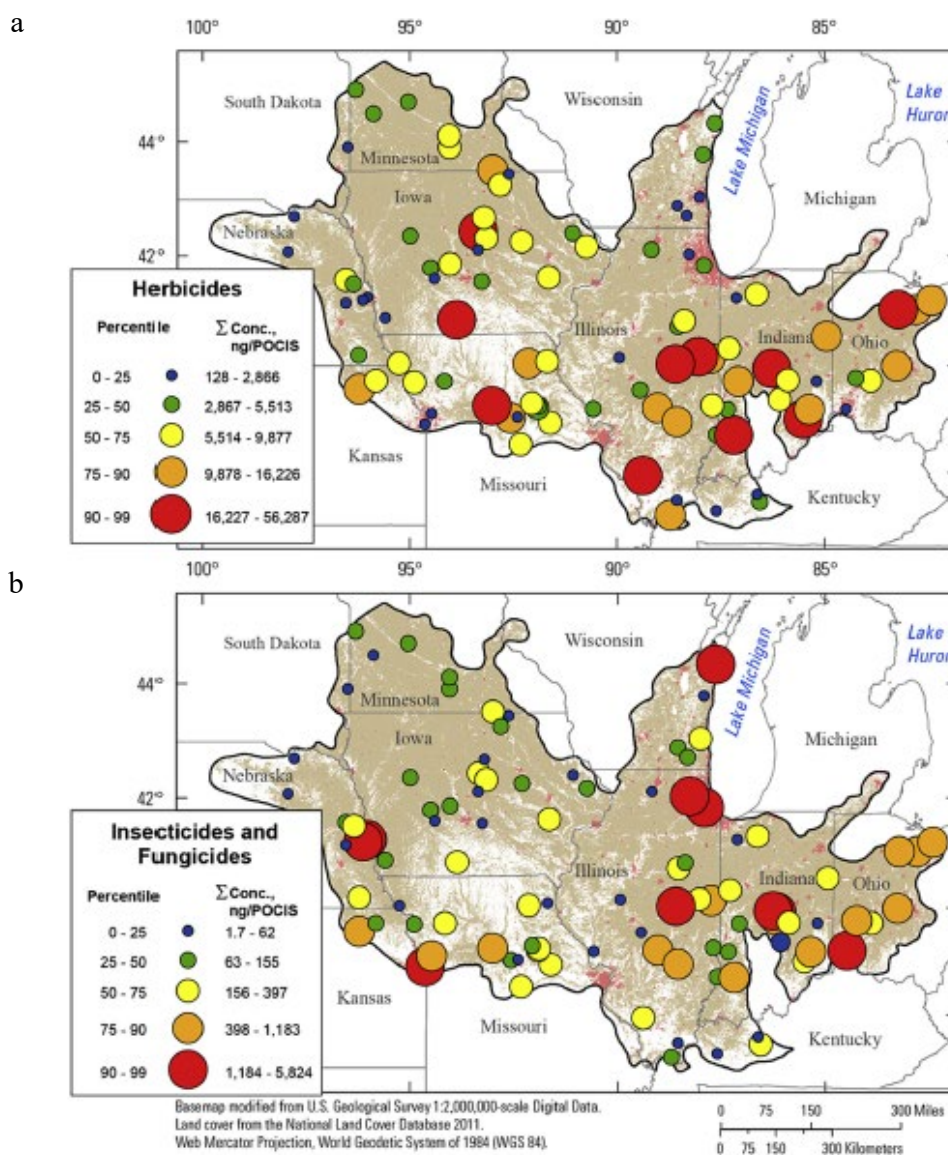 a
100° 95° 90° 85°
Lake
Huron
South Dakota
Wisconsin
Lake Michigan
44°
Minnesota
Michigan
Iowa
Nebraska
42°
Herbicides
Percentile Σ Conc.,
ng/POCIS
0 - 25 128 - 2,866
25 - 50 2,867 - 5,513
50 - 75 5,514 - 9,877
75 - 90 9,878 - 16,226
90 - 99 16,227 - 56,287
Illinois
Indiana
Ohio
Kansas
Missouri
Kentucky
b
100° 95° 90° 85°
Lake
Huron
South Dakota
Wisconsin
Lake Michigan
44°
Minnesota
Michigan
Iowa
Nebraska
42°
Insecticides and
Fungicides
Percentile Σ Conc.,
ng/POCIS
0 - 25 1.7 - 62
25 - 50 63 - 155
50 - 75 156 - 397
75 - 90 398 - 1,183
90 - 99 1,184 - 5,824
Illinois
Indiana
Ohio
Kansas
Missouri
Kentucky
Basemap modified from U.S. Geological Survey 1:2,000,000-scale Digital Data.
Land cover from the National Land Cover Database 2011.
Web Mercator Projection, World Geodetic System of 1984 (WGS 84).
0 75 150 300 Miles
0 75 150 300 Kilometers